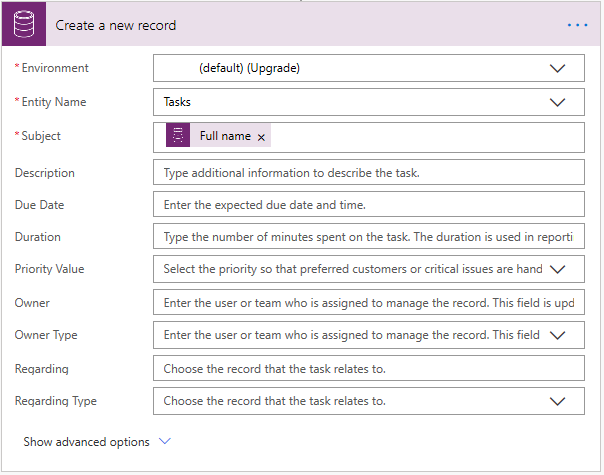 Create a new record
* Environment
(default) (Upgrade)
* Entity Name
Tasks
* Subject
Full name ×
Description
Type additional information to describe the task.
Due Date
Enter the expected due date and time.
Duration
Type the number of minutes spent on the task. The duration is used in reporti
Priority Value
Select the priority so that preferred customers or critical issues are hand
Owner
Enter the user or team who is assigned to manage the record. This field is upd
Owner Type
Enter the user or team who is assigned to manage the record. This field
Regarding
Choose the record that the task relates to.
Regarding Type
Choose the record that the task relates to.
Show advanced options